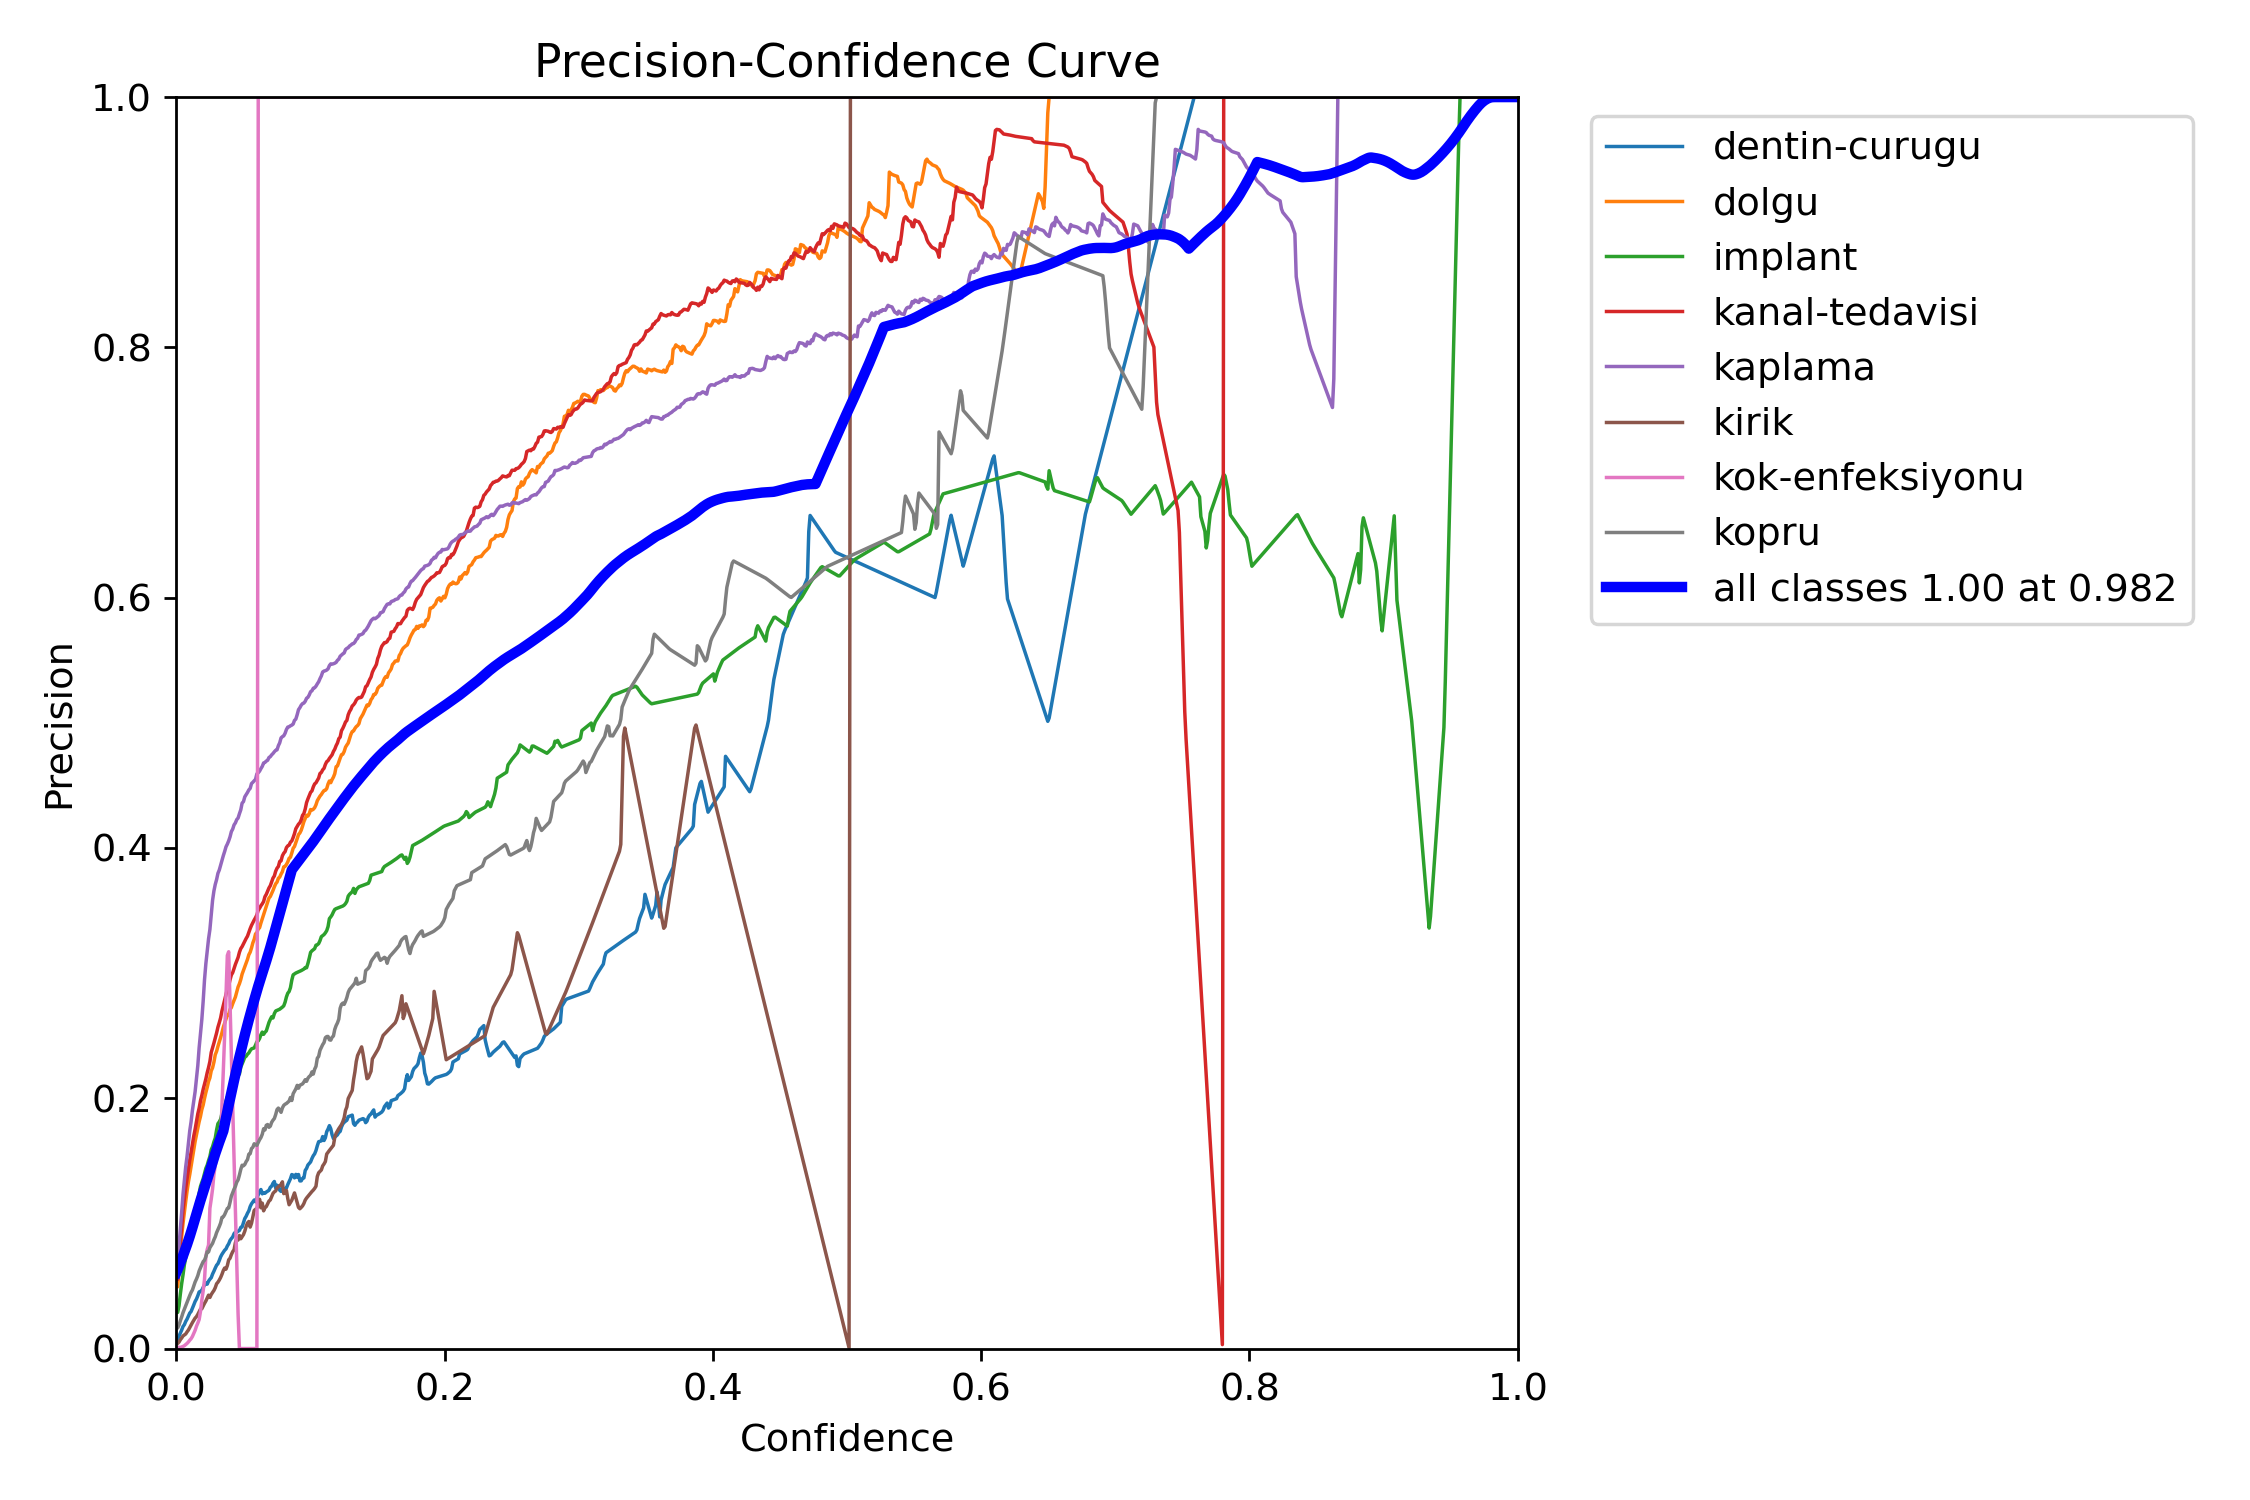 Precision-Confidence Curve
1.0
0.8
0.6
0.4
0.2
0.0
Precision
0.0 0.2 0.4 0.6 0.8 1.0
Confidence
dentin-curugu
dolgu
implant
kanal-tedavisi
kaplama
kirik
kok-enfeksiyonu
kopru
all classes 1.00 at 0.982